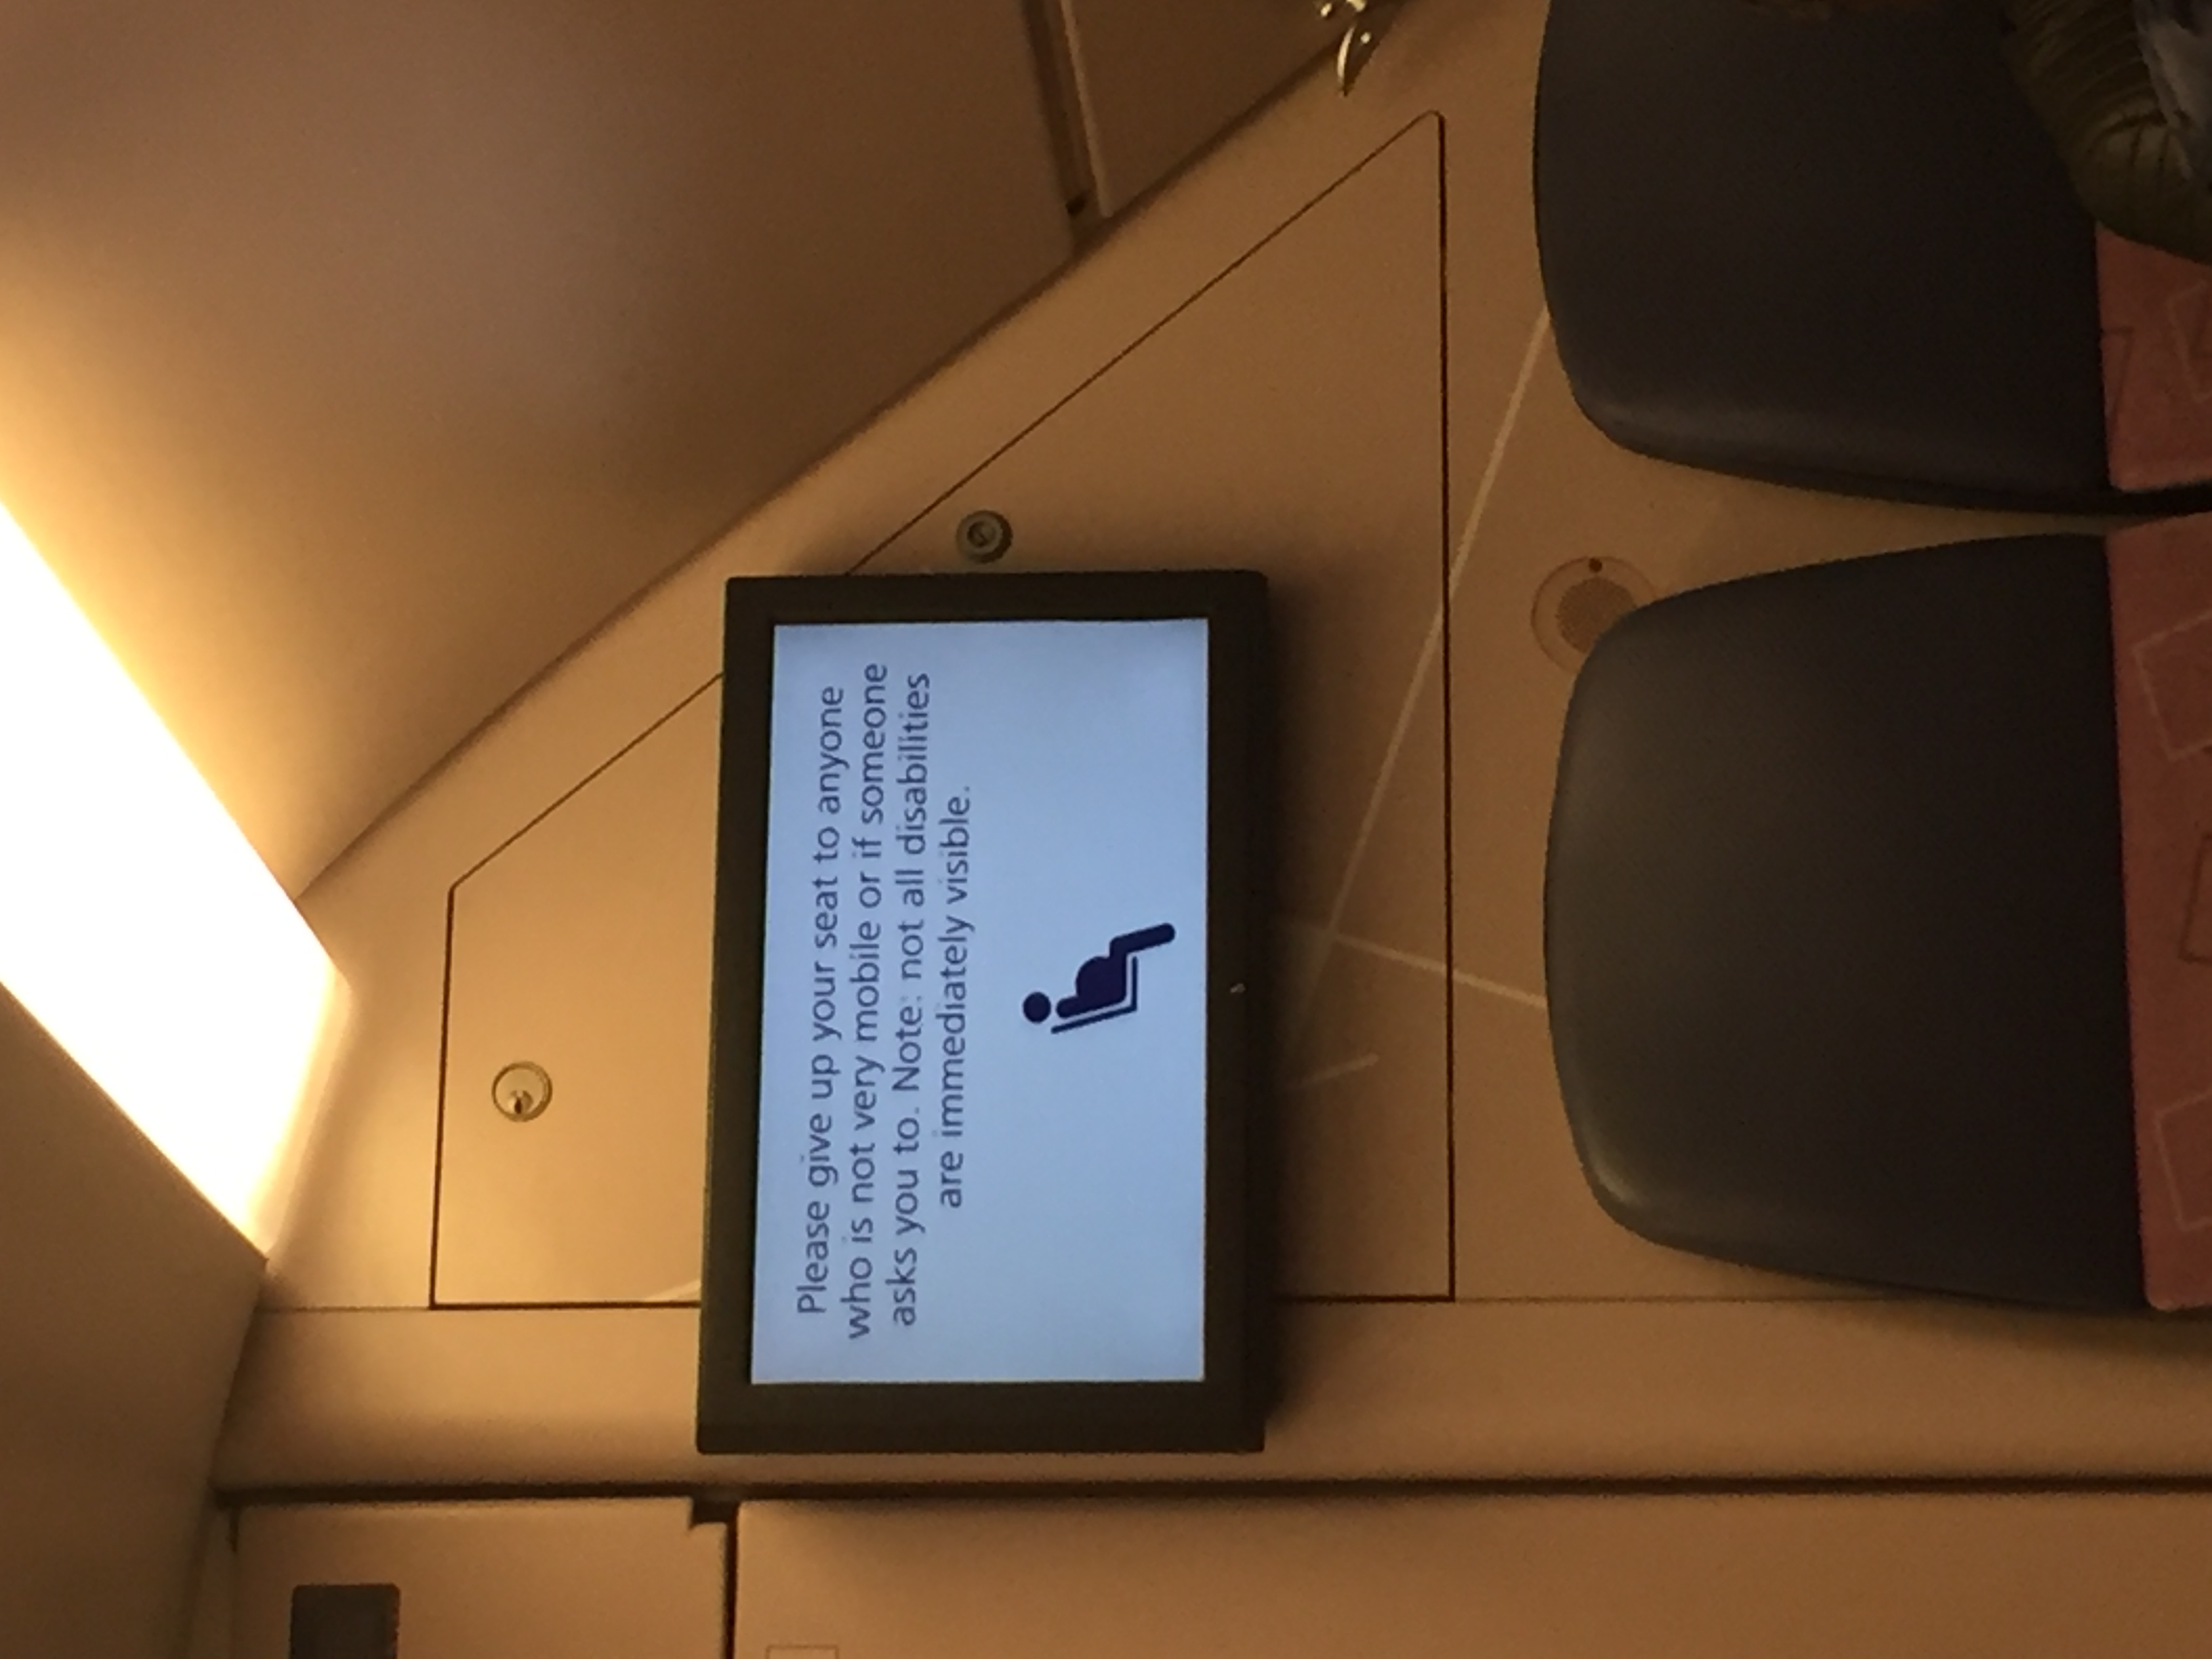 Please give up your seat to anyone
who is not very mobile or if someone
asks you to. Note: not all disabilities
are immediately visible.